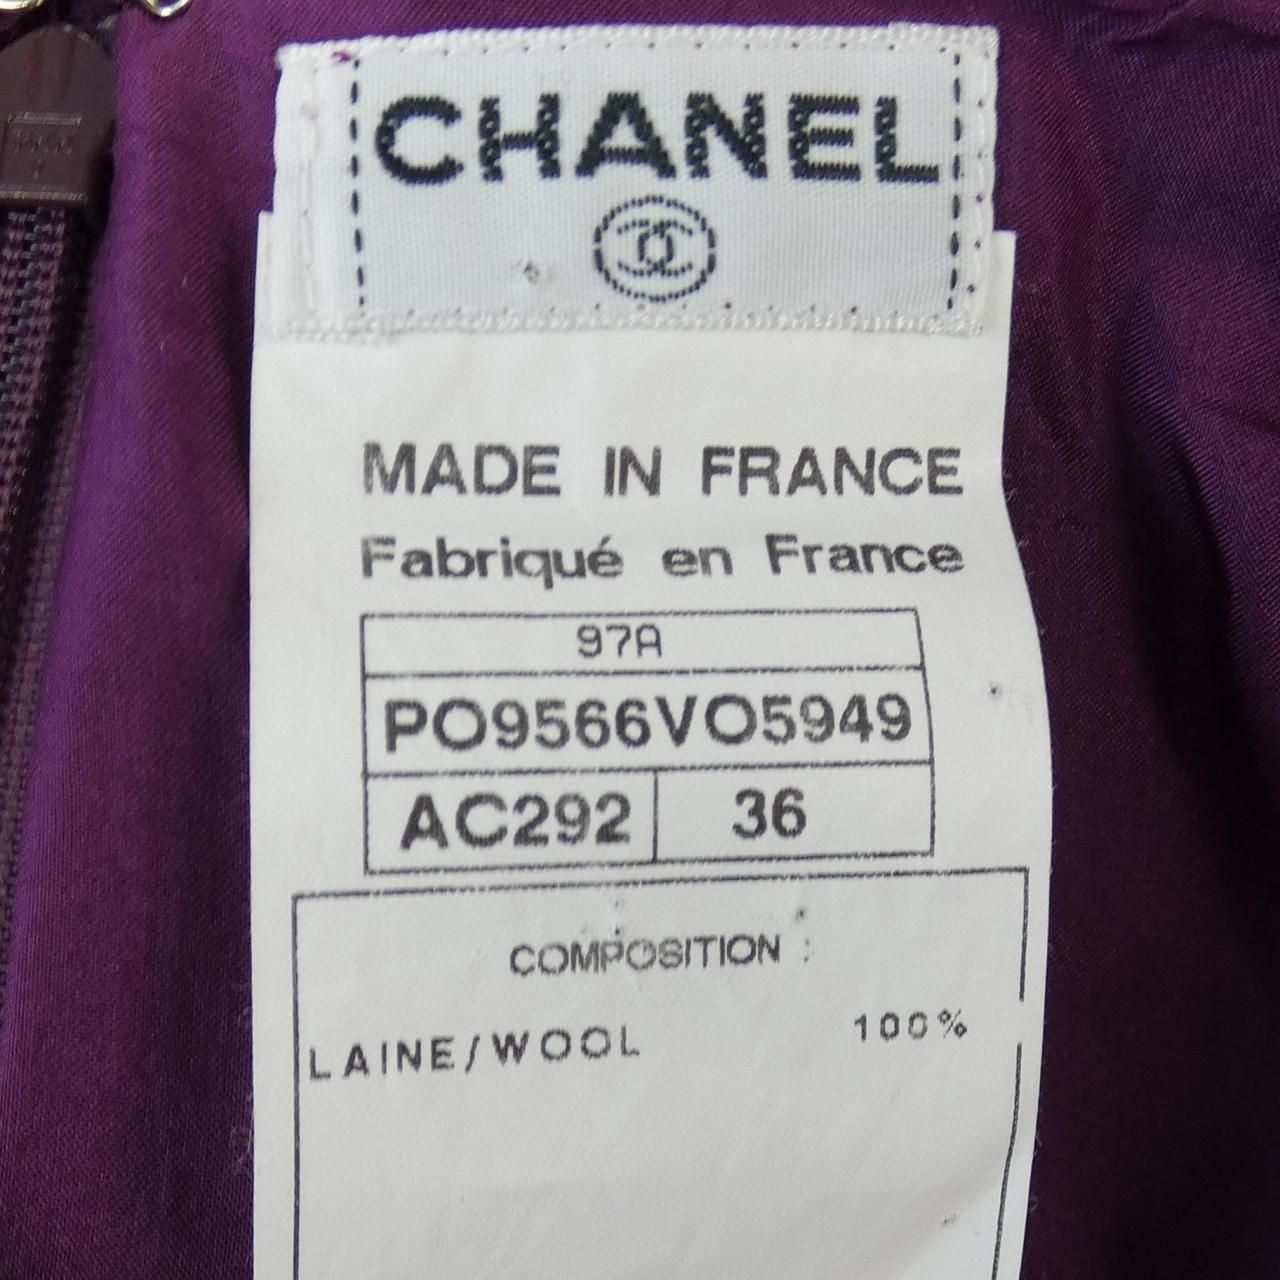 CHANEL
MADE IN FRANCE
Fabriqué en France
97A
PO9566VO5949
AC292 36
COMPOSITION :
LAINE/WOOL 100%